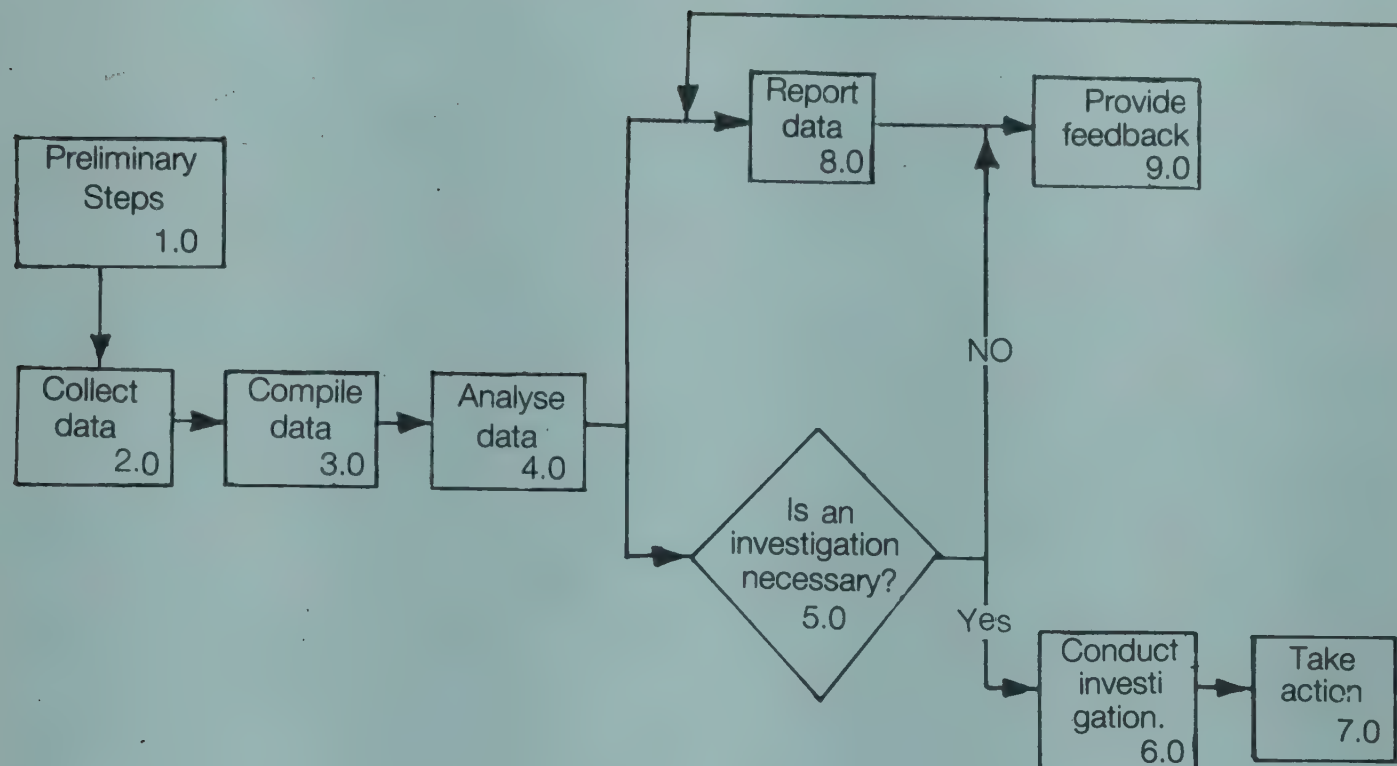 Preliminary
Steps
1.0
Collect
data
2.0
Compile
data
3.0
Analyse
data
4.0
Is an
investigation
necessary?
5.0
NO
Yes
Conduct
investi
gation.
6.0
Take
action
7.0
Report
data
8.0
Provide
feedback
9.0